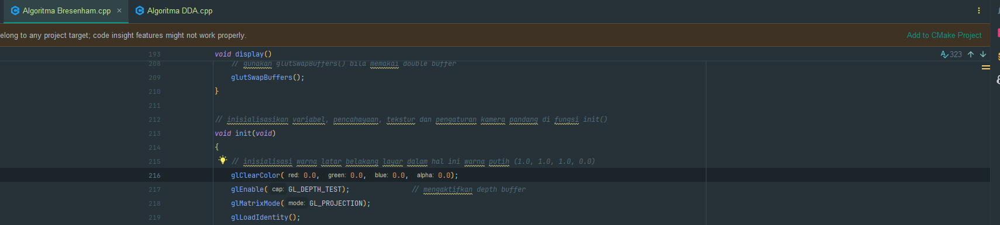 Algoritma Bresenham.cpp × Algoritma DDA.cpp
elong to any project target; code insight features might not work properly. Add to CMake Project
193 void display() 323
208 // gunakan glutSwapBuffers() bila memakai double buffer
209 glutSwapBuffers();
210 }
211
212 // inisialisasikan variabel, pencahayaan, tekstur dan pengaturan kamera pandang di fungsi init()
213 void init(void)
214 {
215 // inisialisasi warna latar belakang layar dalam hal ini warna putih (1.0, 1.0, 1.0, 0.0)
216 glClearColor( red: 0.0, green: 0.0, blue: 0.0, alpha: 0.0);
217 glEnable( cap: GL_DEPTH_TEST); // mengaktifkan depth buffer
218 glMatrixMode( mode: GL_PROJECTION);
219 glLoadIdentity();